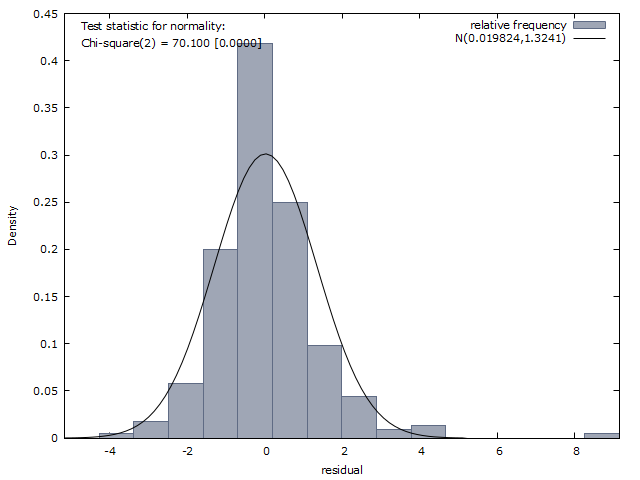 Test statistic for normality:
Chi-square(2) = 70.100 [0.0000]
relative frequency
N(0.019824,1.3241)
0.45
0.4
0.35
0.3
0.25
0.2
0.15
0.1
0.05
0
Density
-4 -2 0 2 4 6 8
residual